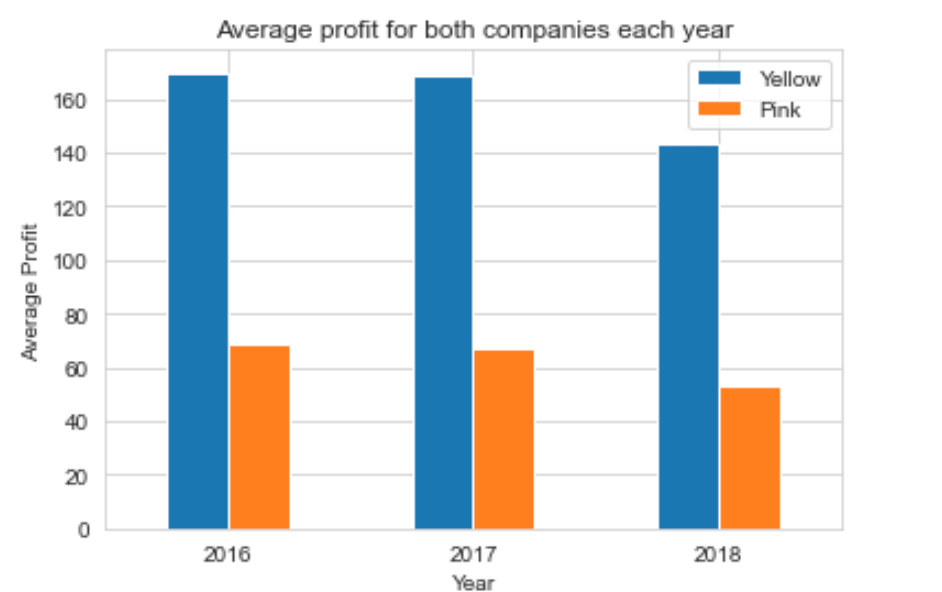 Average profit for both companies each year
Yellow
Pink
160
140
120
100
80
60
40
20
0
Average Profit
2016 2017 2018
Year